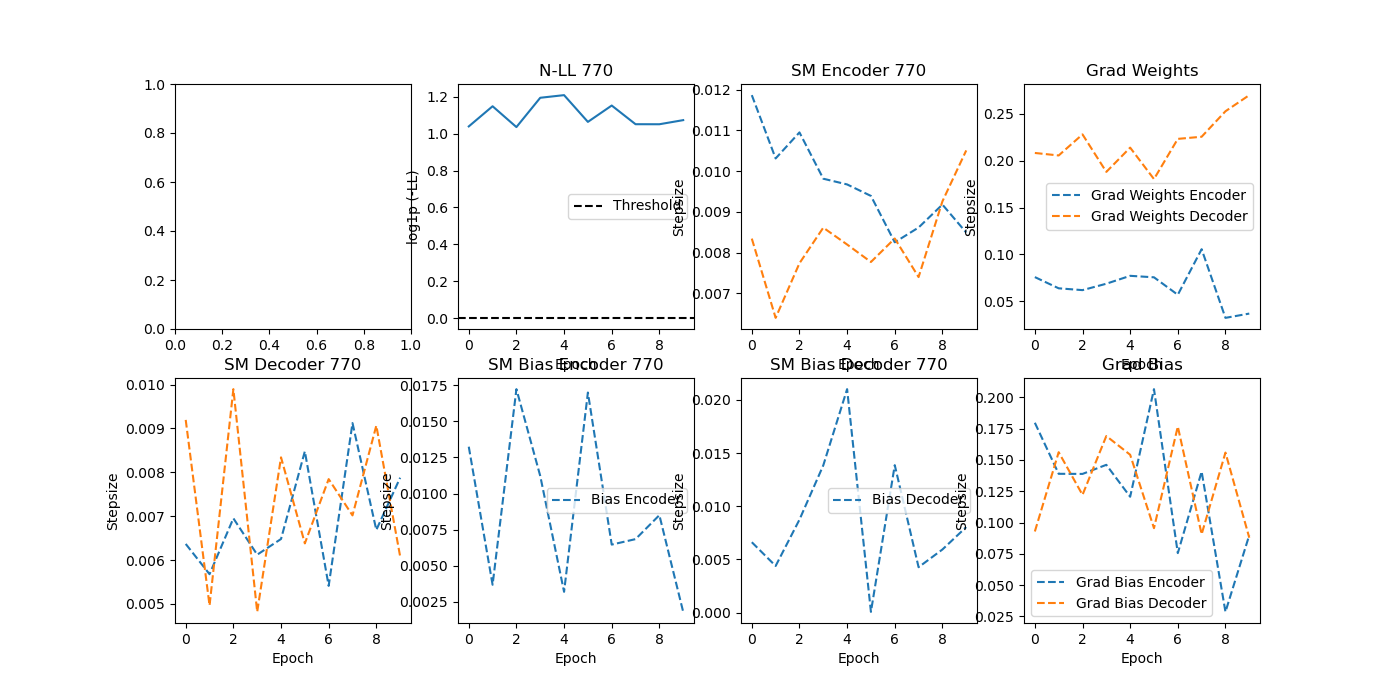 N-LL 770
SM Encoder 770
Grad Weights
1.0
0.8
0.6
0.4
0.2
0.0
0.0 0.2 0.4 0.6 0.8 1.0
log1p (-LL)
1.2
1.0
0.8
0.6
0.4
0.2
0.0
Threshold
0 2 4 6 8
Epoch
Stepsize
0.012
0.011
0.010
0.009
0.008
0.007
0 2 4 6 8
Epoch
Stepsize
0.25
0.20
0.15
0.10
0.05
Grad Weights Encoder
Grad Weights Decoder
0 2 4 6 8
Epoch
SM Decoder 770
SM Bias Encoder 770
SM Bias Decoder 770
Grad Bias
Stepsize
0.010
0.009
0.008
0.007
0.006
0.005
0 2 4 6 8
Epoch
Stepsize
0.0175
0.0150
0.0125
0.0100
0.0075
0.0050
0.0025
Bias Encoder
0 2 4 6 8
Epoch
Stepsize
0.020
0.015
0.010
0.005
0.000
Bias Decoder
0 2 4 6 8
Epoch
Stepsize
0.200
0.175
0.150
0.125
0.100
0.075
0.050
0.025
Grad Bias Encoder
Grad Bias Decoder
0 2 4 6 8
Epoch